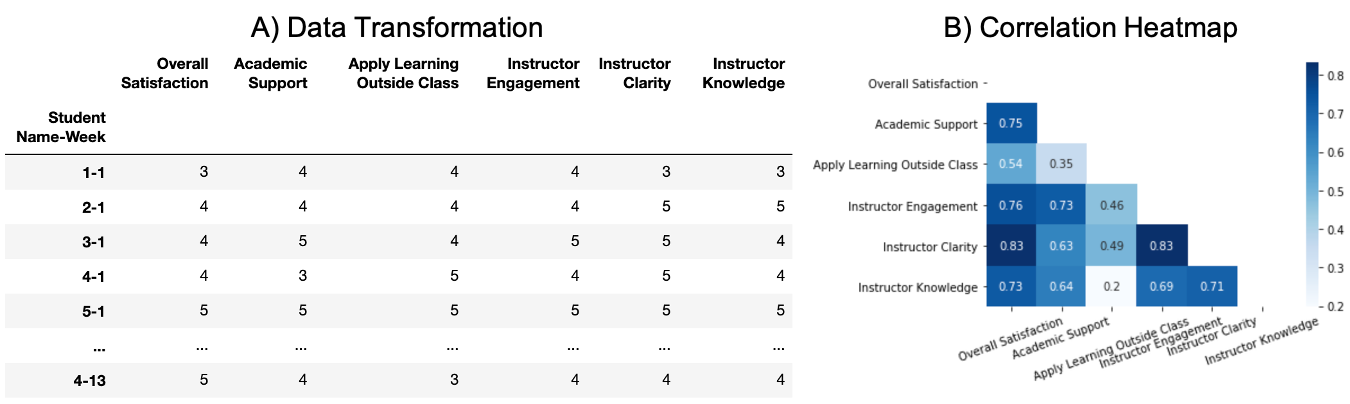 A) Data Transformation
Overall Satisfaction Academic Support Apply Learning Outside Class Instructor Engagement Instructor Clarity Instructor Knowledge
Student Name-Week
1-1 3 4 4 4 3 3
2-1 4 4 4 4 5 5
3-1 4 5 4 5 5 4
4-1 4 3 5 4 5 4
5-1 5 5 5 5 5 5
... ... ... ... ... ... ...
4-13 5 4 3 4 4 4
B) Correlation Heatmap
Overall Satisfaction
Academic Support 0.75
Apply Learning Outside Class 0.54 0.35
Instructor Engagement 0.76 0.73 0.46
Instructor Clarity 0.83 0.63 0.49 0.83
Instructor Knowledge 0.73 0.64 0.2 0.69 0.71
Overall Satisfaction
Academic Support
Apply Learning Outside Class
Instructor Engagement
Instructor Clarity
Instructor Knowledge
0.8
0.7
0.6
0.5
0.4
0.3
0.2